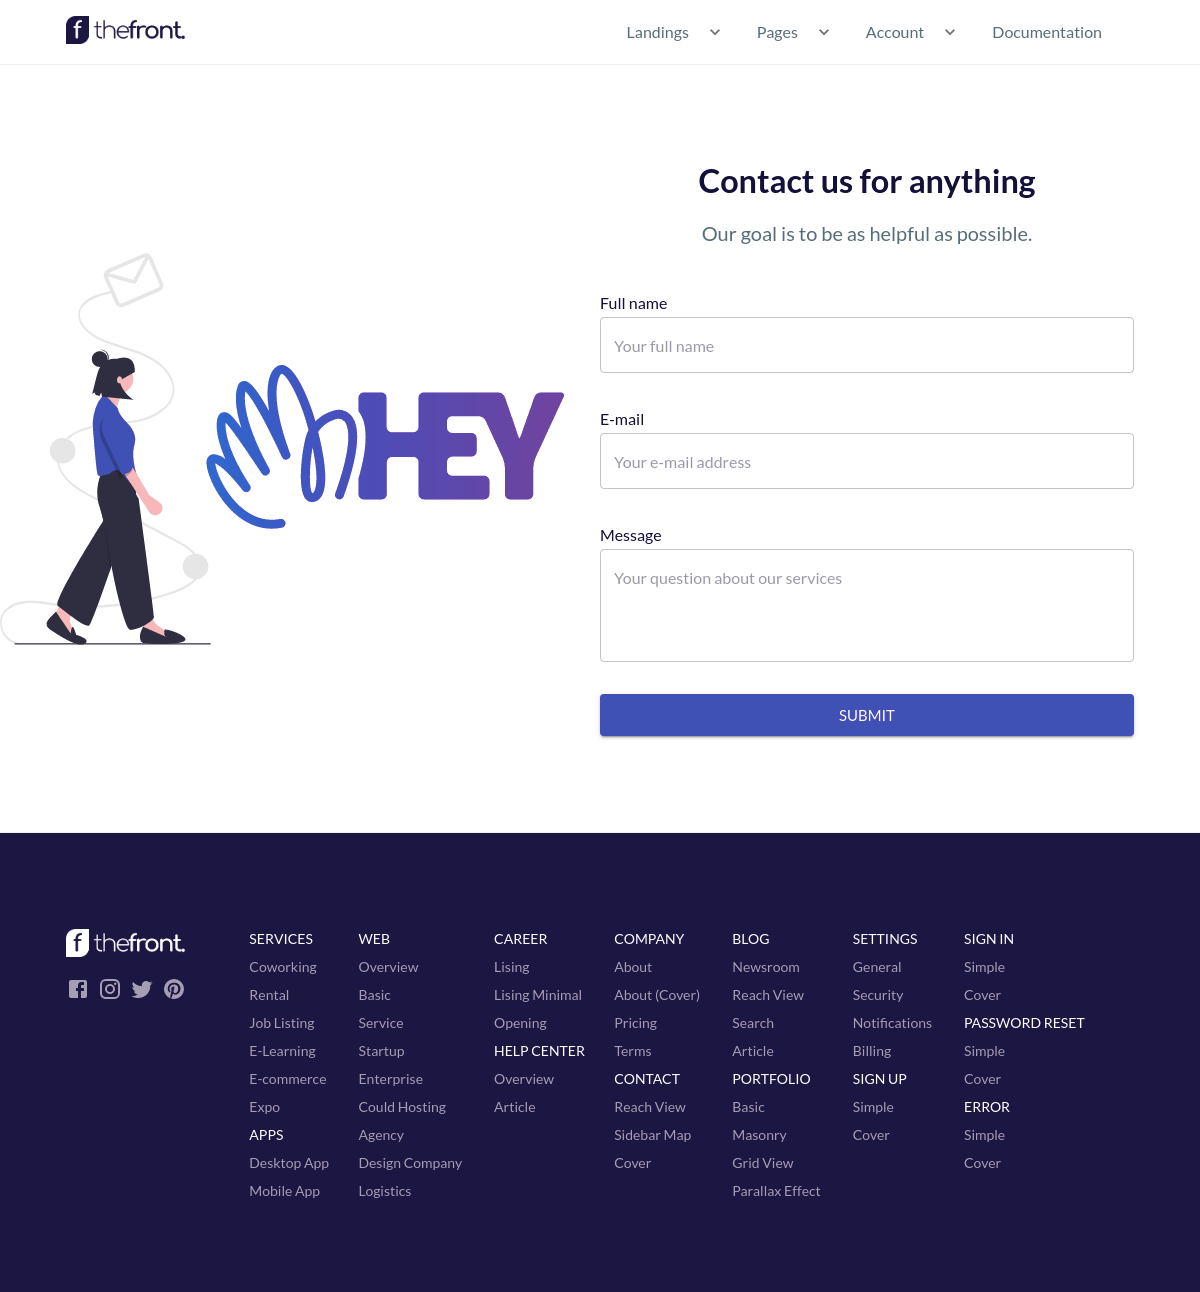 f thefront.
Landings Pages Account Documentation
Contact us for anything
Our goal is to be as helpful as possible.
Full name
Your full name
E-mail
Your e-mail address
Message
Your question about our services
SUBMIT
HEY
f thefront.
SERVICES
Coworking
Rental
Job Listing
E-Learning
E-commerce
Expo
APPS
Desktop App
Mobile App
WEB
Overview
Basic
Service
Startup
Enterprise
Could Hosting
Agency
Design Company
Logistics
CAREER
Lising
Lising Minimal
Opening
HELP CENTER
Overview
Article
COMPANY
About
About (Cover)
Pricing
Terms
CONTACT
Reach View
Sidebar Map
Cover
BLOG
Newsroom
Reach View
Search
Article
PORTFOLIO
Basic
Masonry
Grid View
Parallax Effect
SETTINGS
General
Security
Notifications
Billing
SIGN UP
Simple
Cover
SIGN IN
Simple
Cover
PASSWORD RESET
Simple
Cover
ERROR
Simple
Cover